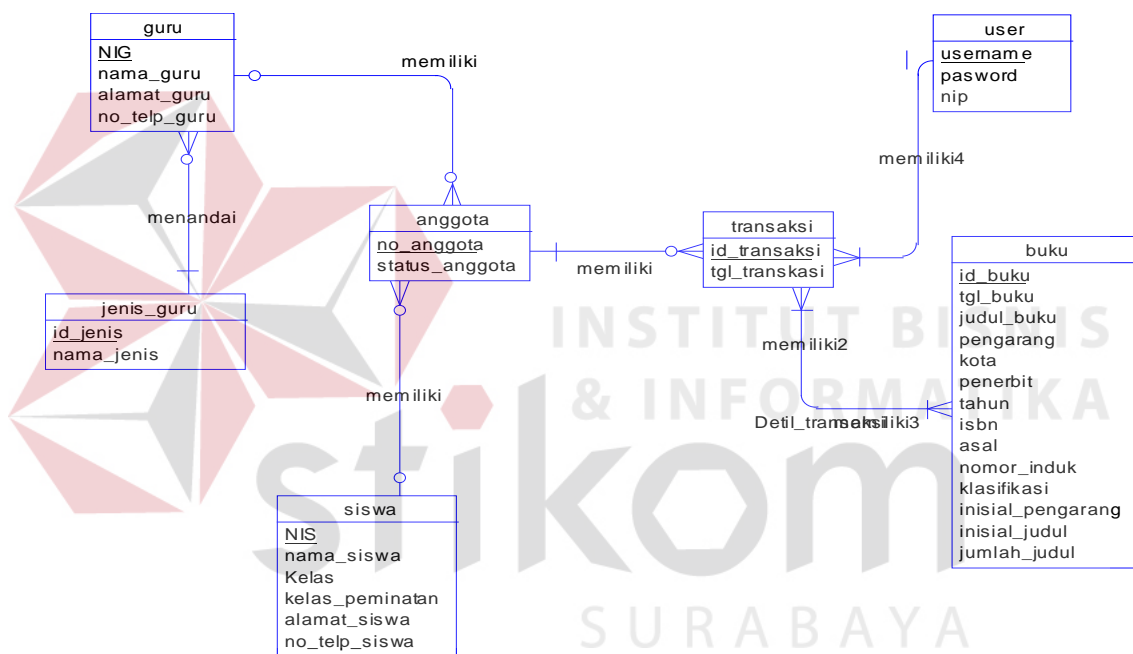 guru
NIG
nama_guru
alamat_guru
no_telp_guru
memiliki
user
username
pasword
nip
memiliki4
menandai
anggota
no_anggota
status_anggota
memiliki
transaksi
id_transaksi
tgl_transkasi
buku
id_buku
tgl_buku
judul_buku
pengarang
kota
penerbit
tahun
isbn
asal
nomor_induk
klasifikasi
inisial_pengarang
inisial_judul
jumlah_judul
jenis_guru
id_jenis
nama_jenis
memiliki2
memiliki
Detil_transaksi
memiliki3
siswa
NIS
nama_siswa
Kelas
kelas_peminatan
alamat_siswa
no_telp_siswa
INSTITUT BISNIS
& INFORMATIKA
stikom
SURABAYA